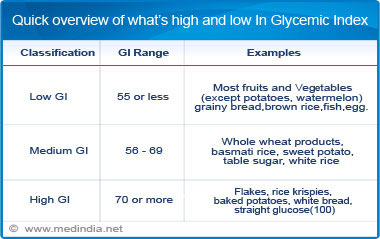 Quick overview of what's high and low In Glycemic Index
Classification GI Range Examples
Low GI 55 or less Most fruits and Vegetables
(except potatoes, watermelon)
grainy bread,brown rice,fish,egg.
Medium GI 56 - 69 Whole wheat products,
basmati rice, sweet potato,
table sugar, white rice
High GI 70 or more Flakes, rice krispies,
baked potatoes, white bread,
straight glucose(100)
© www.medindia.net